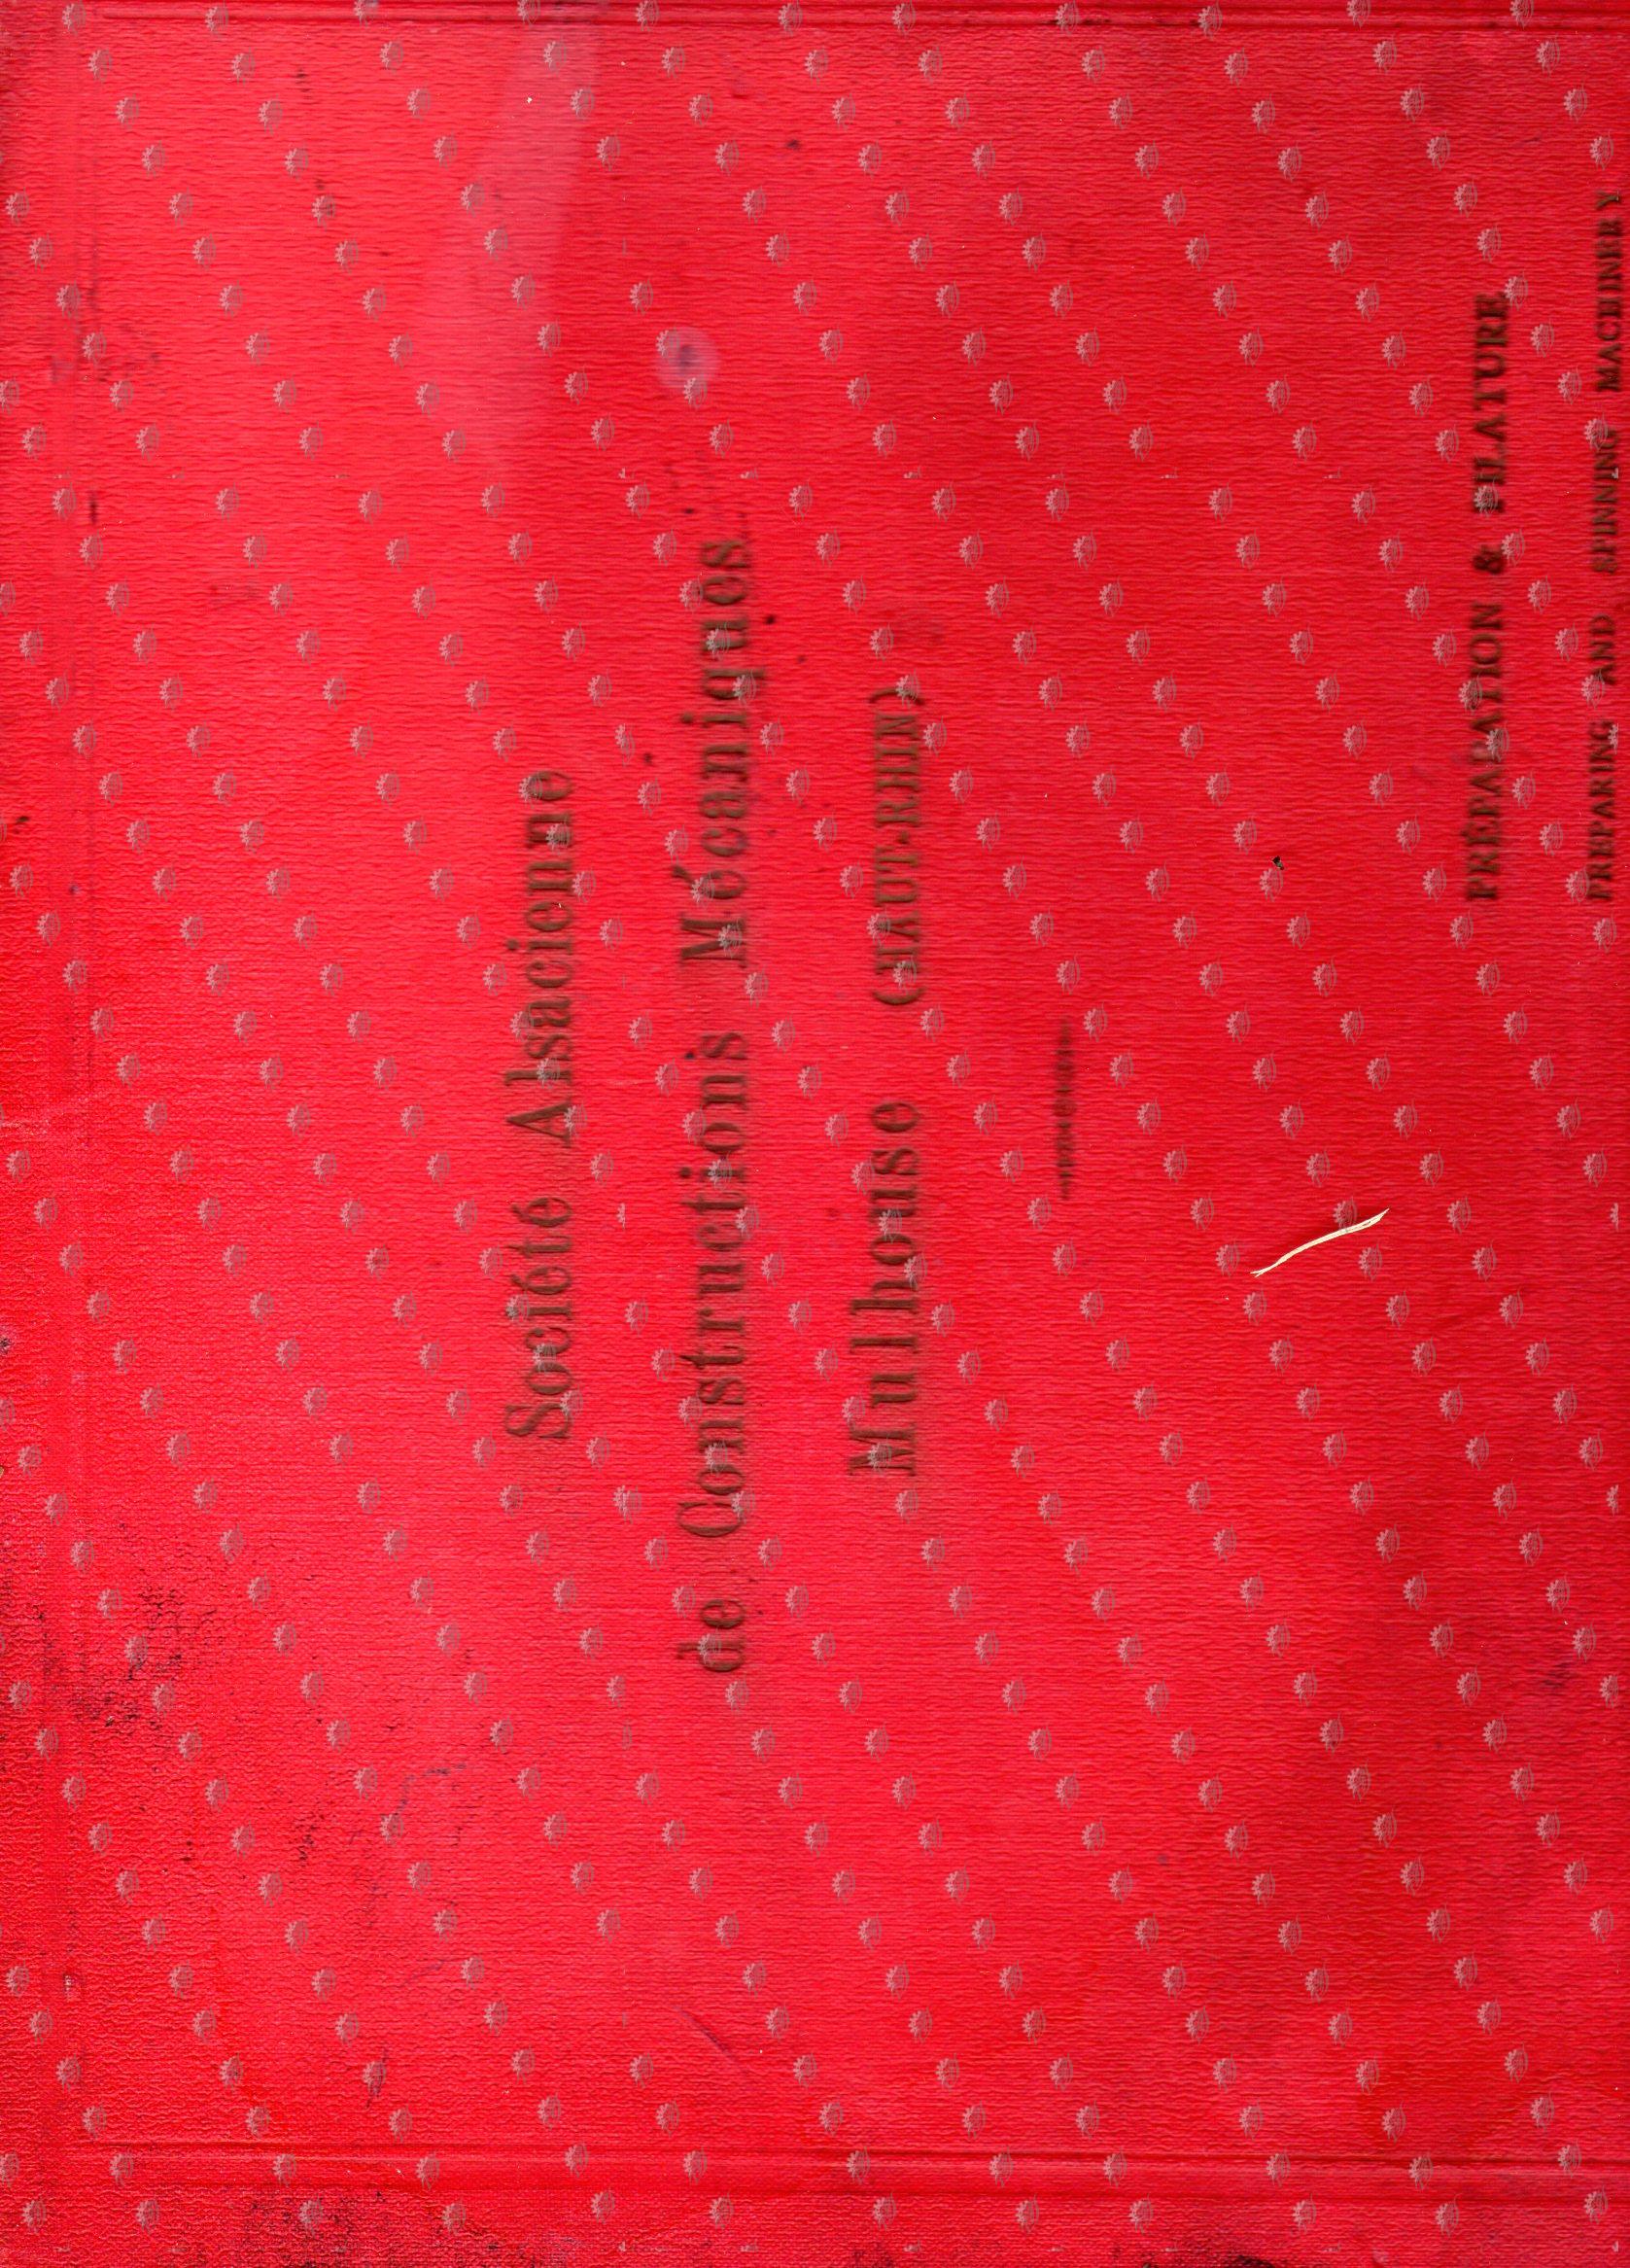 Société Alsacienne
de Constructions Mécaniques
Mulhouse (HAUT-RHIN)
PRÉPARATION & FILATURE
PREPARING AND SPINNING MACHINERY